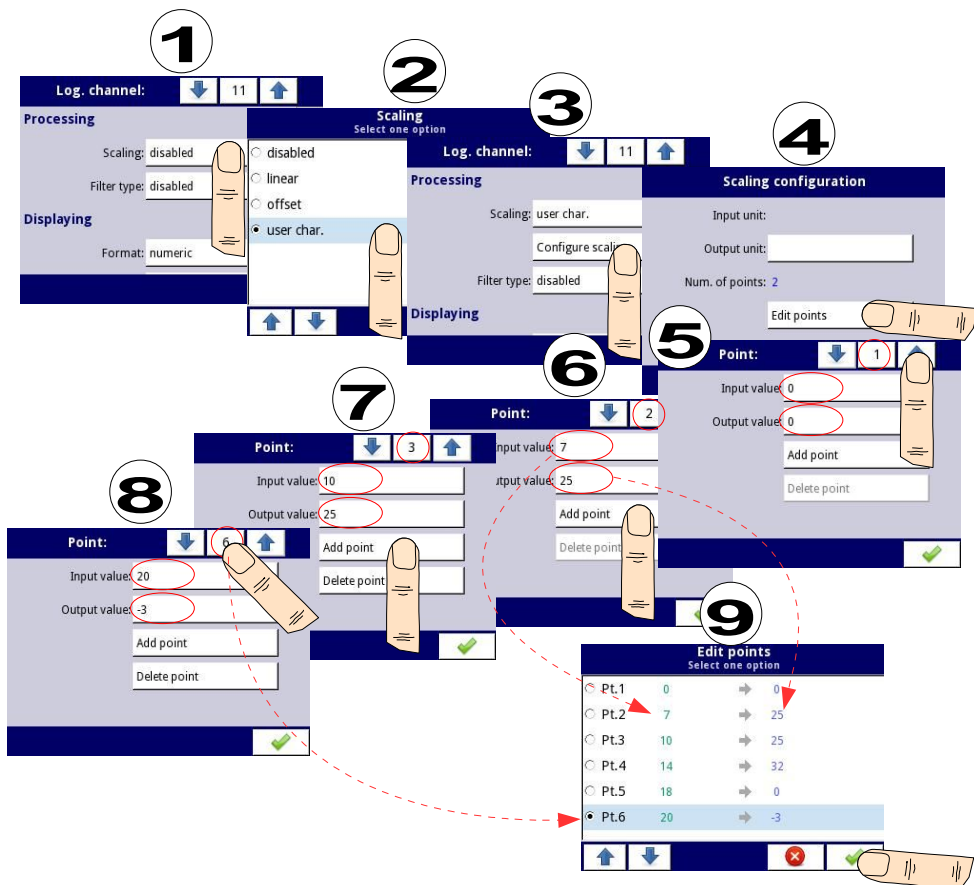 1
Log. channel: 11
Processing
Scaling: disabled
Filter type: disabled
Displaying
Format: numeric
2
Scaling
Select one option
disabled
linear
offset
user char.
3
Log. channel: 11
Processing
Scaling: user char.
Configure
Filter type: disabled
Displaying
4
Scaling configuration
Input unit:
Output unit:
Num. of points: 2
Edit points
5
Point: 1
Input value: 0
Output value: 0
Add point
Delete point
6
Point: 2
Input value: 7
value: 25
Add point
Delete point
7
Point: 3
Input value: 10
Output value: 25
Add point
Delete point
8
Point: 6
Input value: 20
Output value: -3
Add point
Delete point
9
Edit points
Select one option
Pt.1 0 0
Pt.2 7 25
Pt.3 10 25
Pt.4 14 32
Pt.5 18 0
Pt.6 20 -3